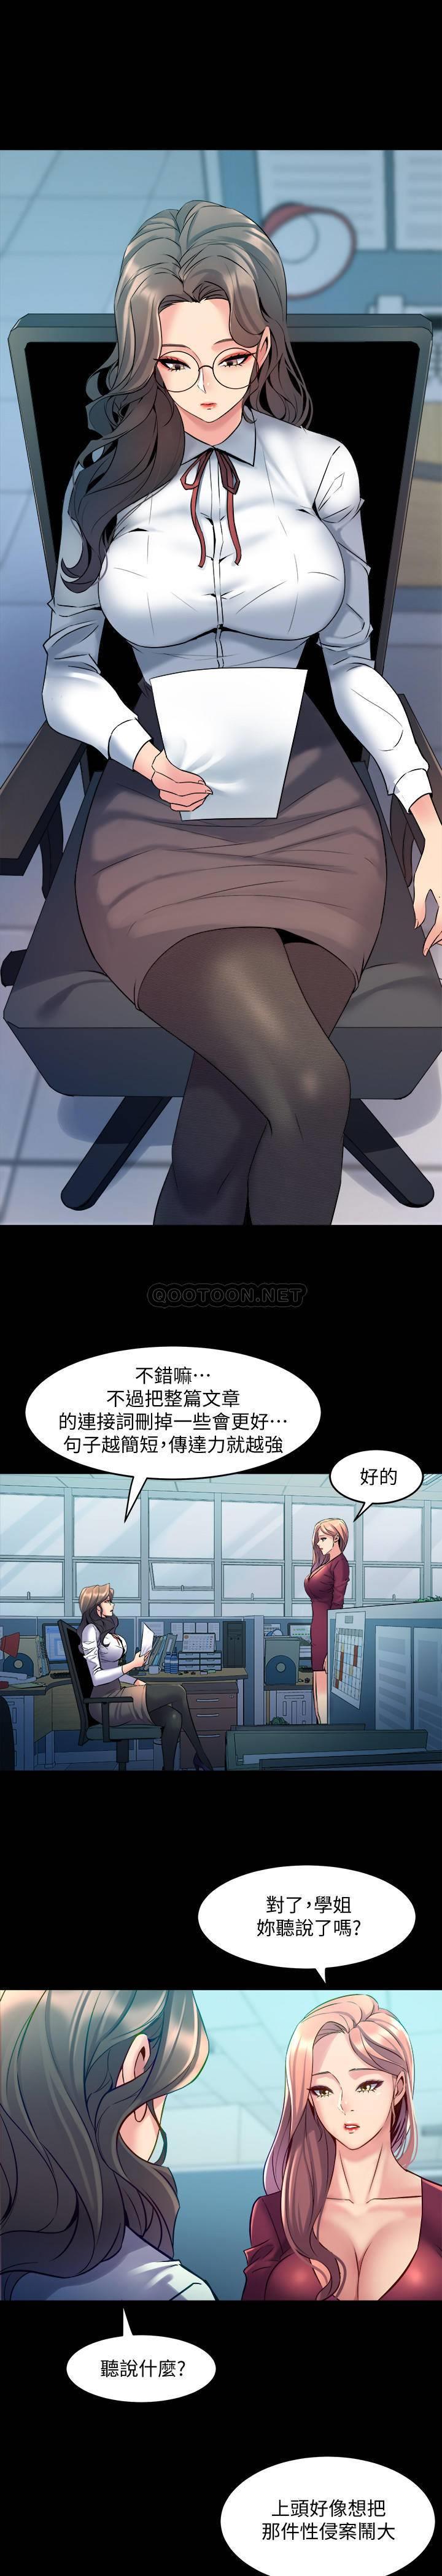 QOOTOON.NET
不錯嘛⋯
不過把整篇文章
的連接詞刪掉一些會更好⋯
句子越簡短，傳達力就越強
好的
對了，學姐
妳聽說了嗎?
聽說什麼?
上頭好像想把
那件性侵案鬧大